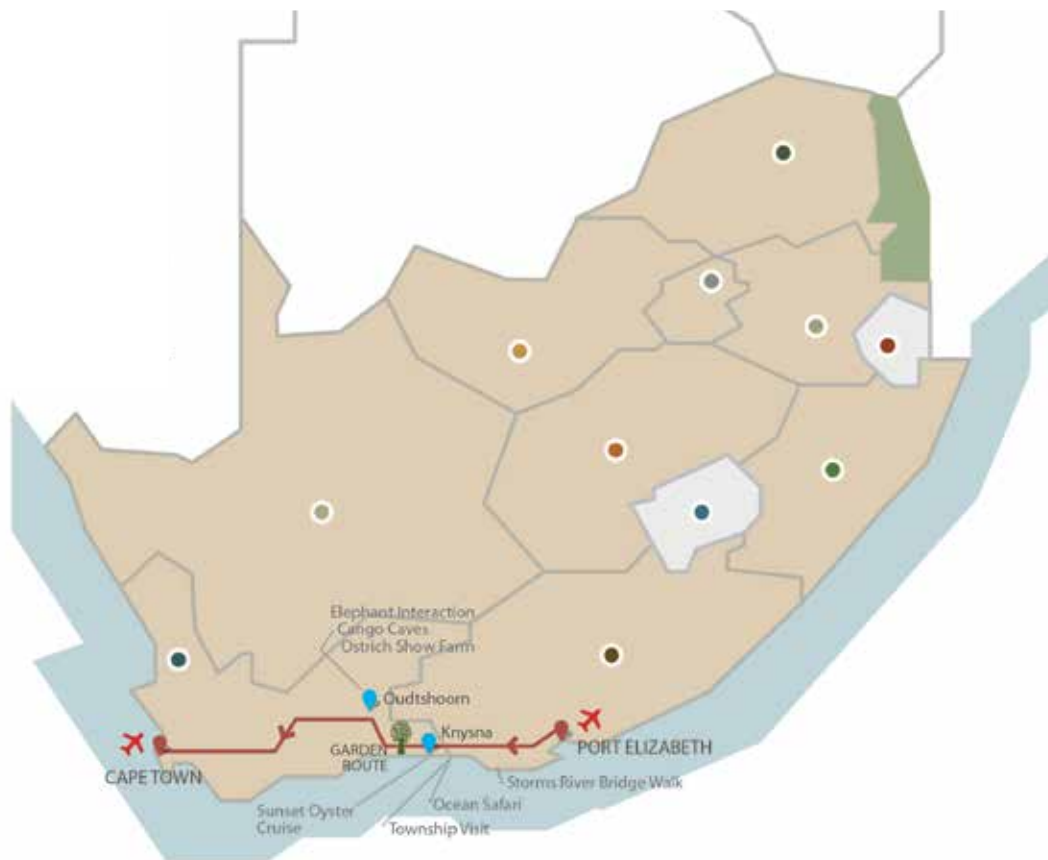 Elephant Interaction
Cango Caves
Ostrich Show Farm
Oudtshoorn
Knysna
GARDEN
ROUTE
PORT ELIZABETH
CAPE TOWN
Storms River Bridge Walk
Sunset Oyster
Cruise
Ocean Safari
Township Visit